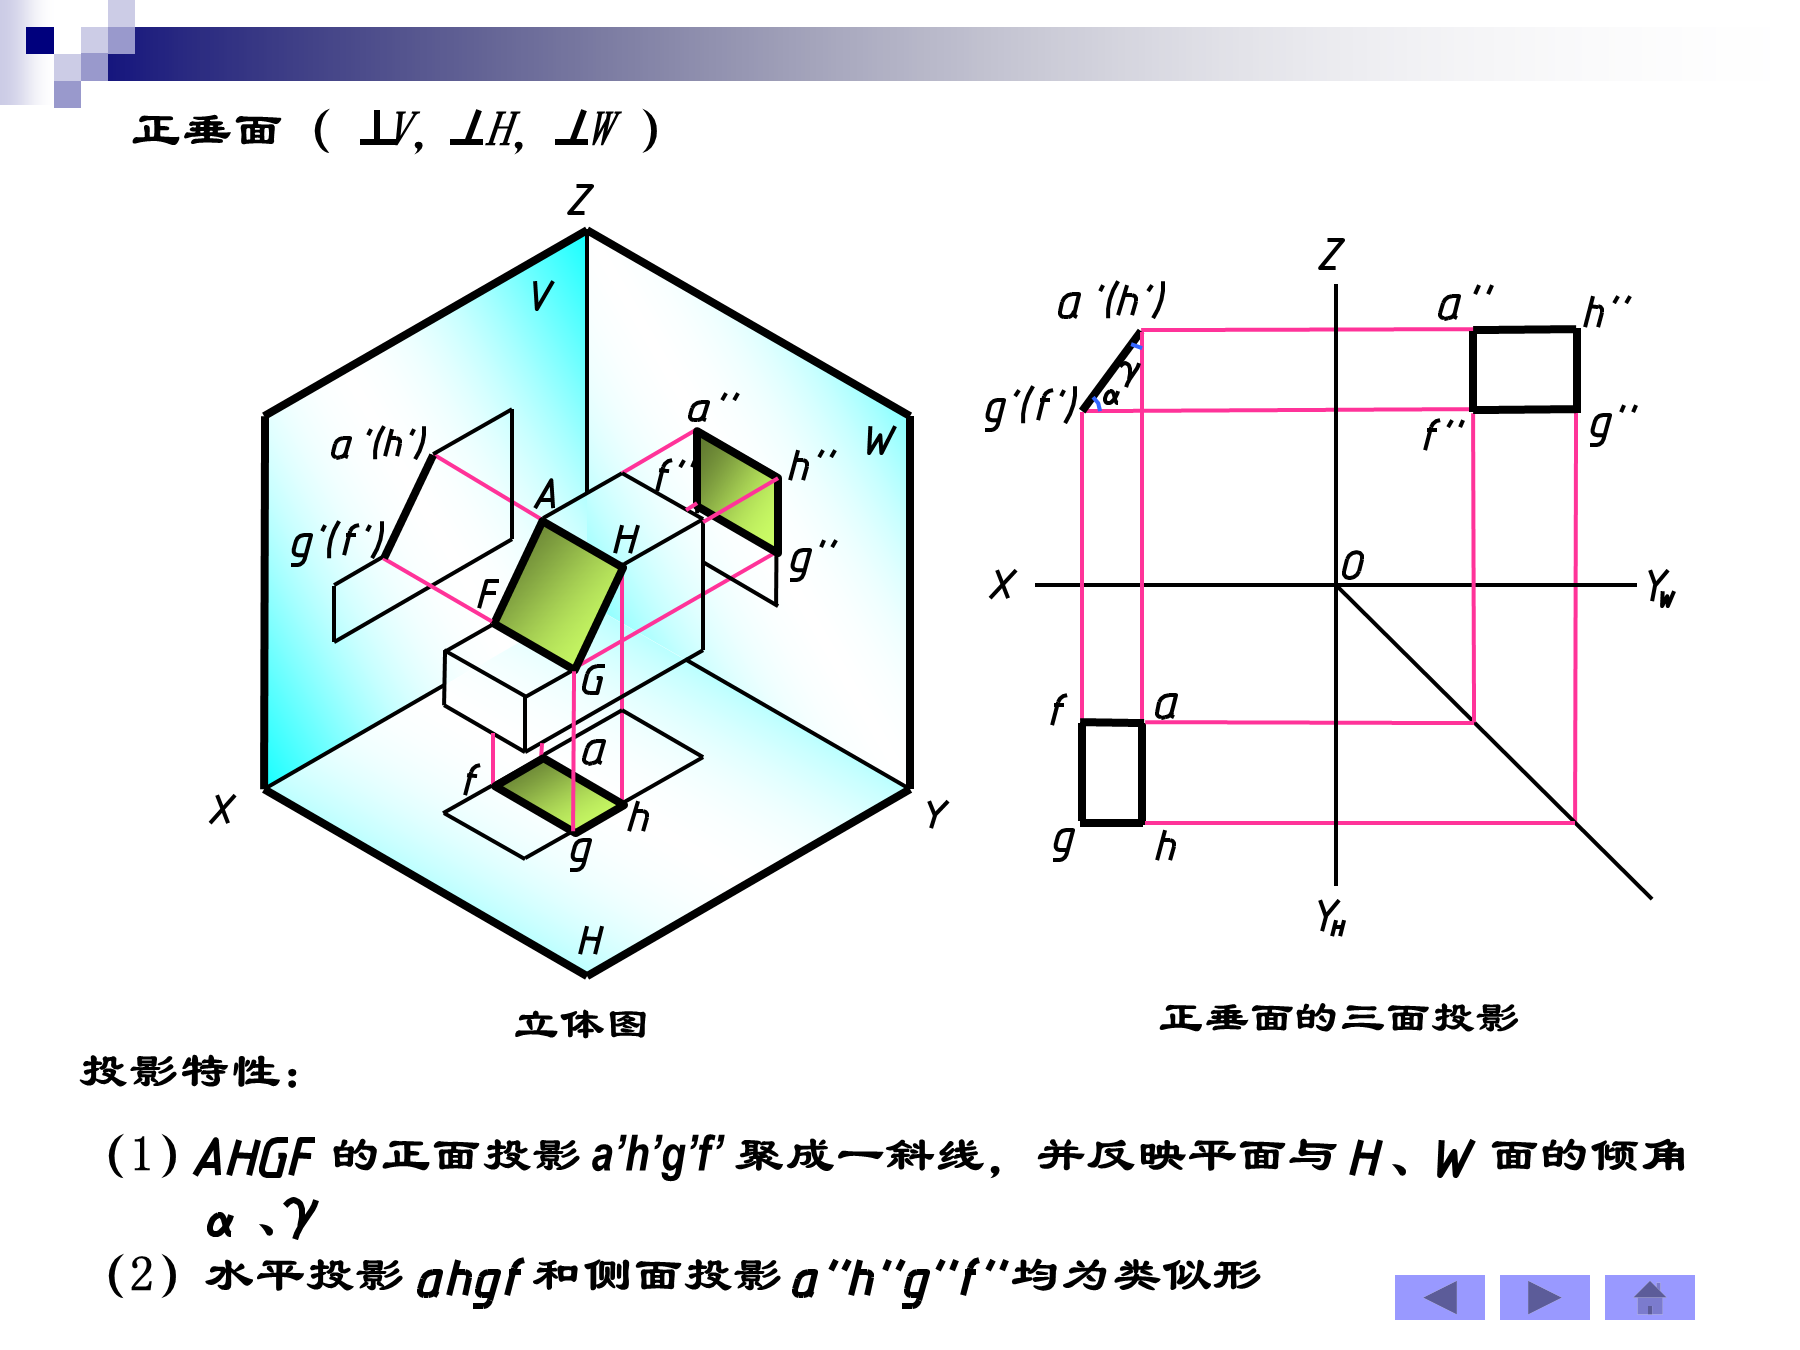 正垂面 ( ⊥V, ⊥H, ⊥W )
Z
V
W
a'(h')
g'(f')
a''
h''
f''
g''
A
H
F
G
a
f
h
g
X
Y
H
立体图
Z
a'(h')
a''
h''
γ
α
g'(f')
f''
g''
X
O
YW
f
a
g
h
YH
正垂面的三面投影
投影特性:
(1) AHGF 的正面投影 a'h'g'f' 聚成一斜线, 并反映平面与 H 、W 面的倾角
α 、γ
(2) 水平投影 ahgf 和侧面投影 a''h''g''f'' 均为类似形